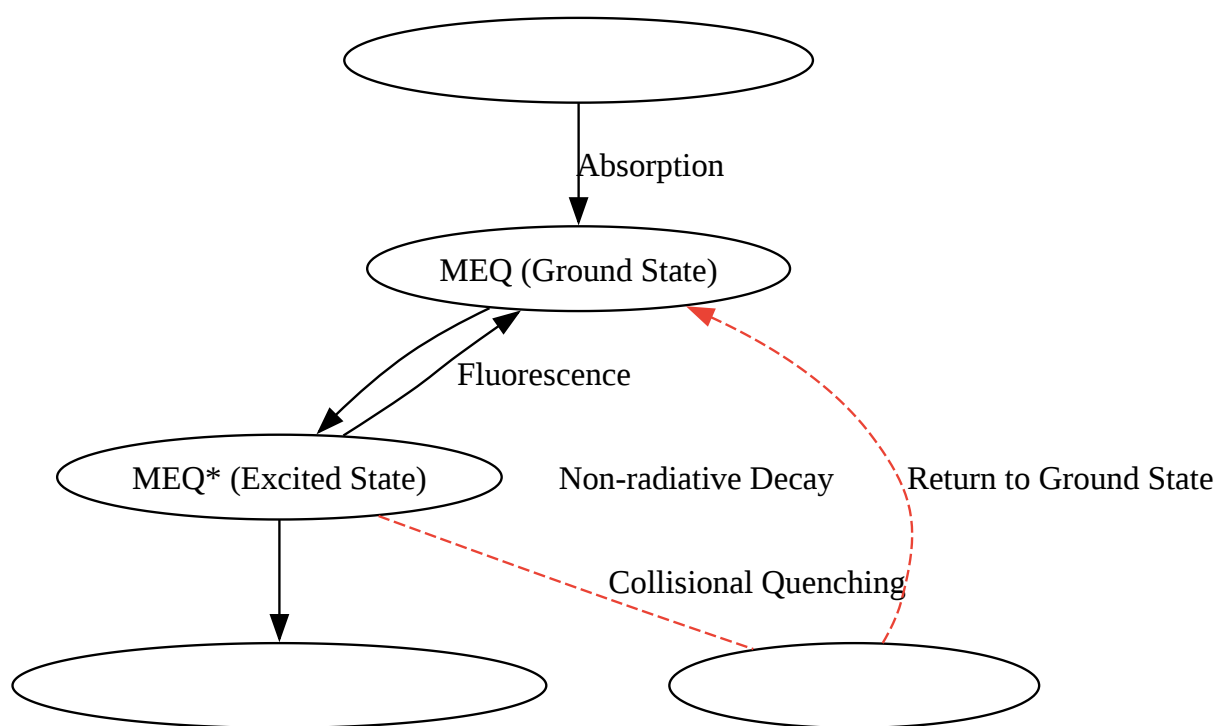 Absorption
MEQ (Ground State)
Fluorescence
MEQ* (Excited State)
Non-radiative Decay
Return to Ground State
Collisional Quenching